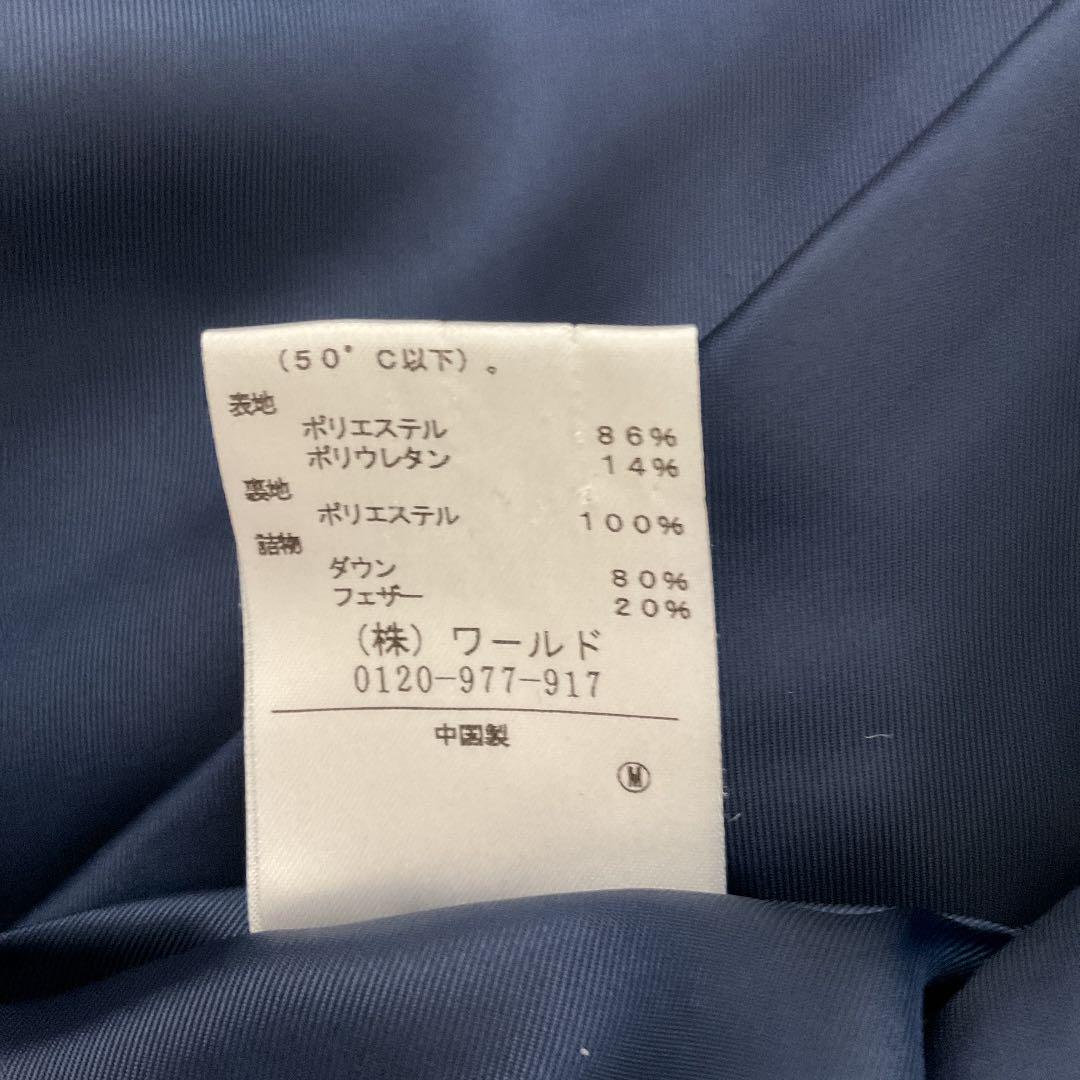 (50°C以下)。
表地
ポリエステル 86%
ポリウレタン 14%
裏地
ポリエステル 100%
詰物
ダウン 80%
フェザー 20%
(株)ワールド
0120-977-917
中国製
Ⓜ